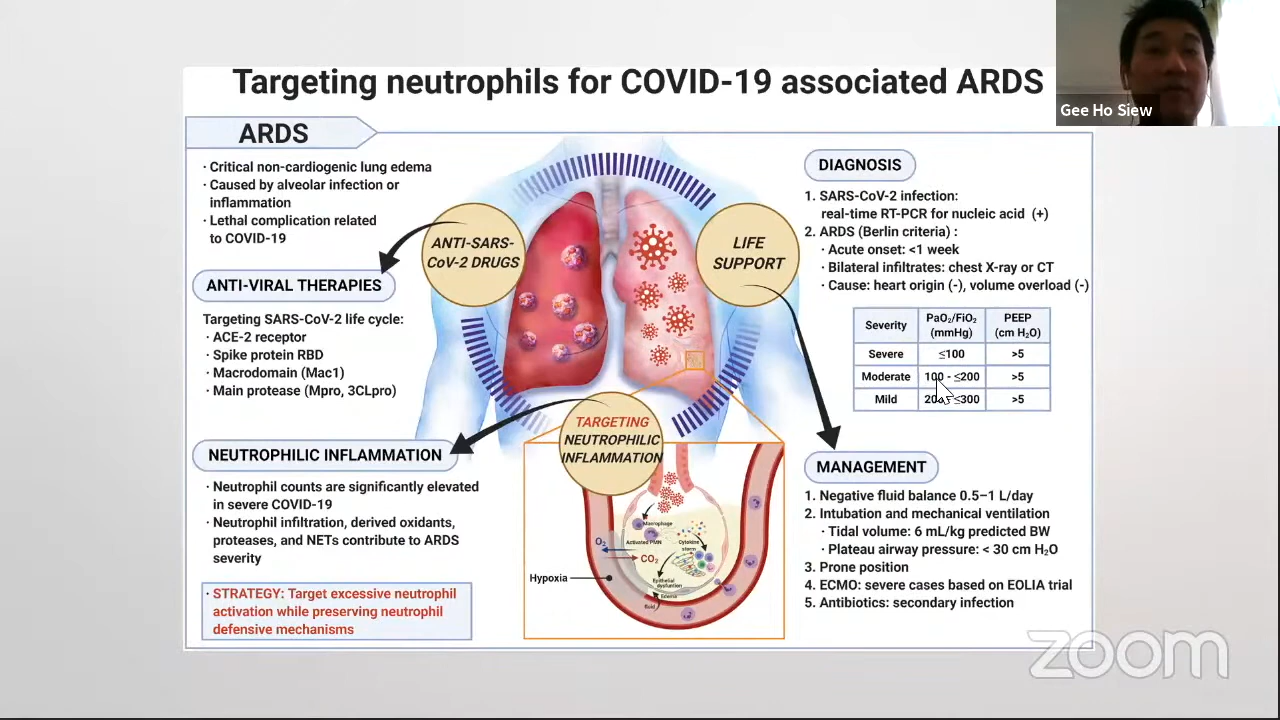 Targeting neutrophils for COVID-19 associated ARDS
Gee Ho Siew
ARDS
· Critical non-cardiogenic lung edema
· Caused by alveolar infection or
inflammation
· Lethal complication related
to COVID-19
ANTI-SARS-
CoV-2 DRUGS
LIFE
SUPPORT
ANTI-VIRAL THERAPIES
Targeting SARS-CoV-2 life cycle:
· ACE-2 receptor
· Spike protein RBD
· Macrodomain (Mac1)
· Main protease (Mpro, 3CLpro)
TARGETING
NEUTROPHILIC
INFLAMMATION
NEUTROPHILIC INFLAMMATION
· Neutrophil counts are significantly elevated
in severe COVID-19
· Neutrophil infiltration, derived oxidants,
proteases, and NETs contribute to ARDS
severity
· STRATEGY: Target excessive neutrophil
activation while preserving neutrophil
defensive mechanisms
Macrophage
Activated PMN
Cytokine
storm
O₂
CO₂
Hypoxia
Epithelial
dysfuntion
Edema
fluid
DIAGNOSIS
1. SARS-CoV-2 infection:
real-time RT-PCR for nucleic acid (+)
2. ARDS (Berlin criteria) :
· Acute onset: <1 week
· Bilateral infiltrates: chest X-ray or CT
· Cause: heart origin (-), volume overload (-)
Severity PaO₂/FiO₂ (mmHg) PEEP (cm H₂O)
Severe ≤100 >5
Moderate 100 - ≤200 >5
Mild ≤300 >5
MANAGEMENT
1. Negative fluid balance 0.5–1 L/day
2. Intubation and mechanical ventilation
· Tidal volume: 6 mL/kg predicted BW
· Plateau airway pressure: < 30 cm H₂O
3. Prone position
4. ECMO: severe cases based on EOLIA trial
5. Antibiotics: secondary infection
zoom